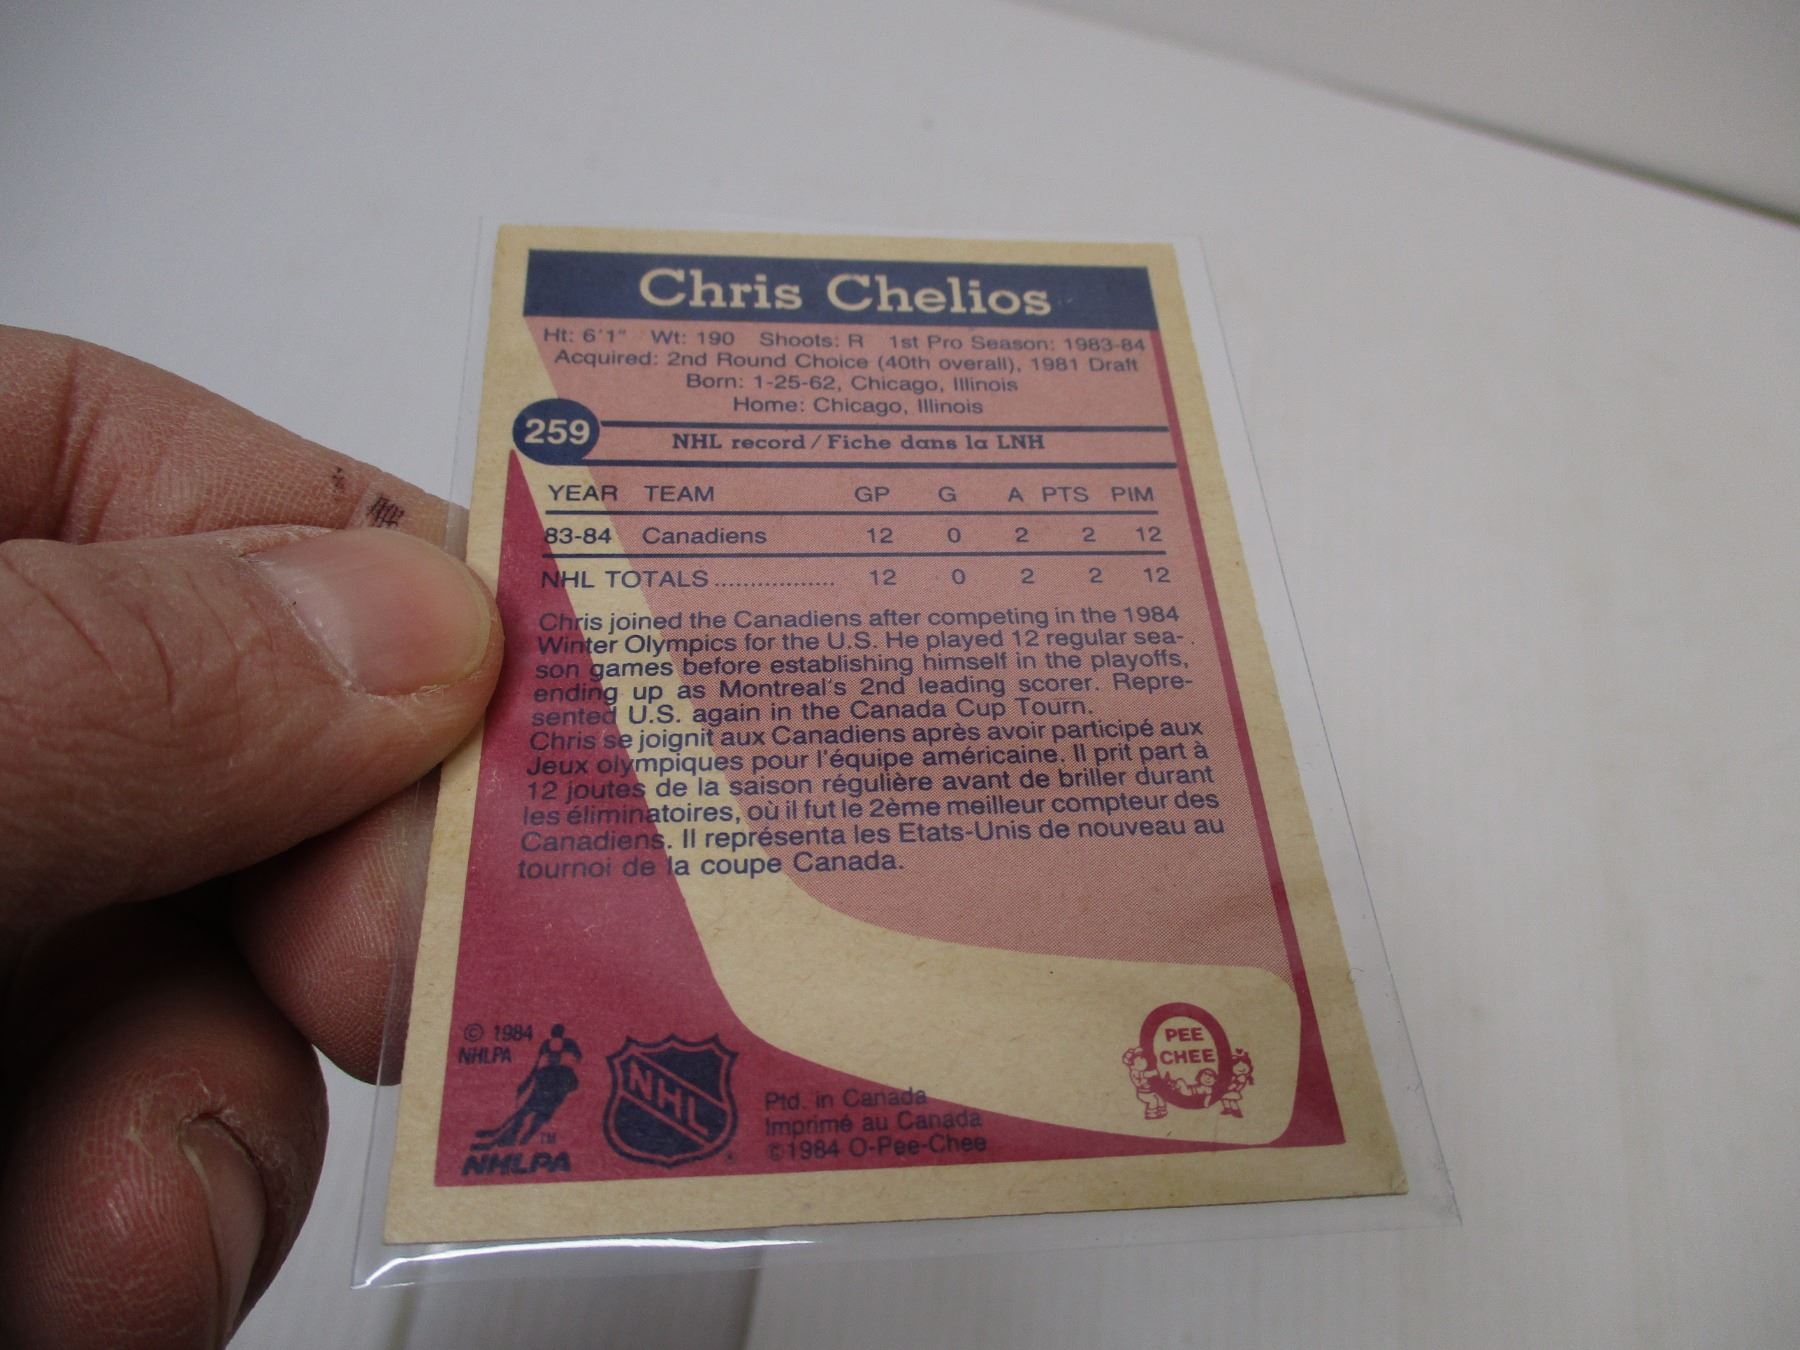 Chris Chelios
Ht: 6'1" Wt: 190 Shoots: R 1st Pro Season: 1983-84
Acquired: 2nd Round Choice (40th overall), 1981 Draft
Born: 1-25-62, Chicago, Illinois
Home: Chicago, Illinois
259
NHL record/Fiche dans la LNH
YEAR TEAM GP G A PTS PIM
83-84 Canadiens 12 0 2 2 12
NHL TOTALS................. 12 0 2 2 12
Chris joined the Canadiens after competing in the 1984
Winter Olympics for the U.S. He played 12 regular sea-
son games before establishing himself in the playoffs,
ending up as Montreal's 2nd leading scorer. Repre-
sented U.S. again in the Canada Cup Tourn.
Chris se joignit aux Canadiens après avoir participé aux
Jeux olympiques pour l'équipe américaine. Il prit part à
12 joutes de la saison régulière avant de briller durant
les éliminatoires, où il fut le 2ème meilleur compteur des
Canadiens. Il représenta les Etats-Unis de nouveau au
tournoi de la coupe Canada.
© 1984
NHLPA
TM
NHLPA
NHL
Ptd. in Canada
Imprimé au Canada
©1984 O-Pee-Chee
PEE
CHEE